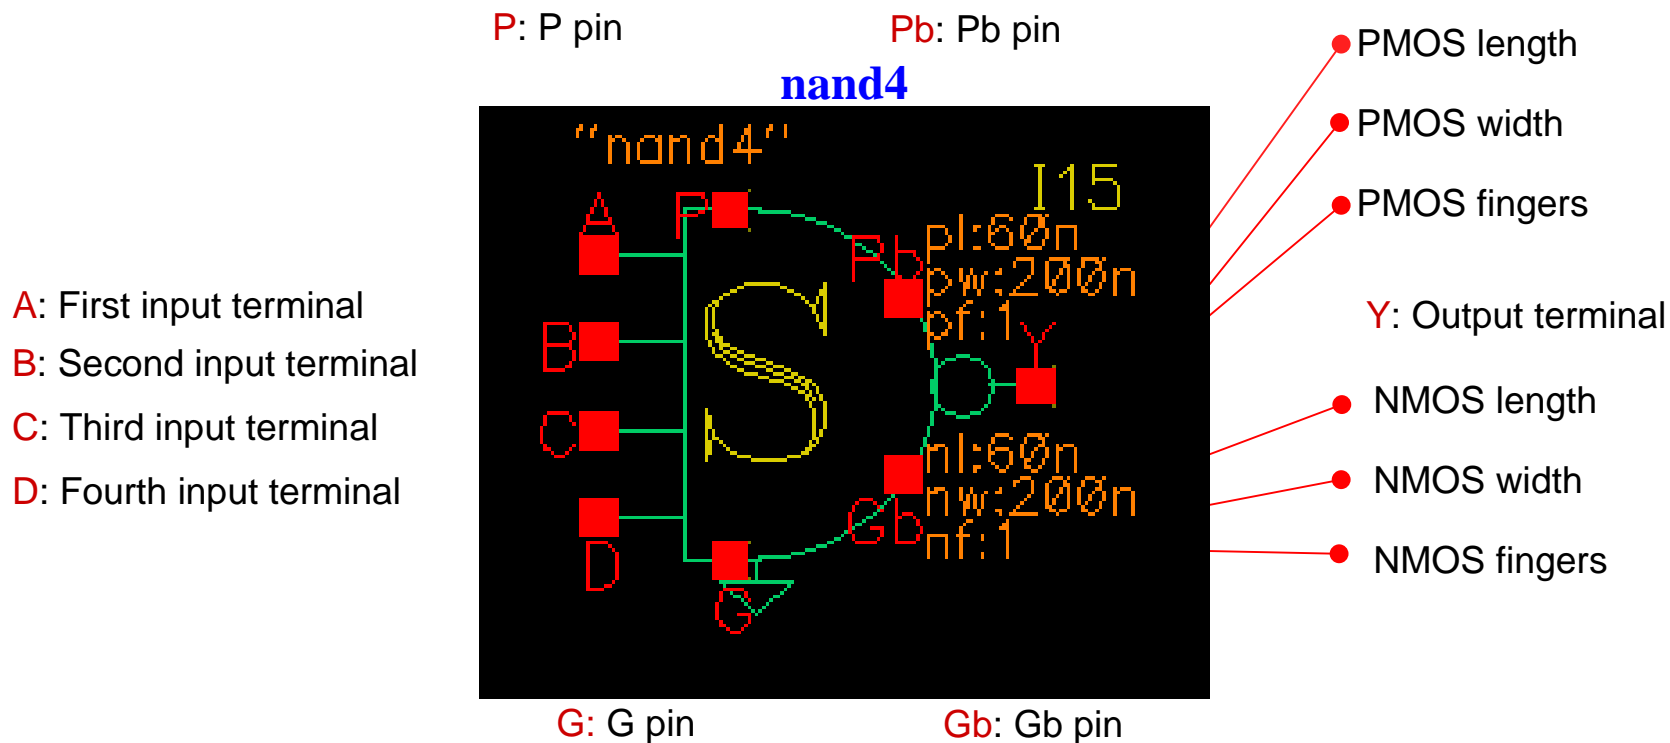 P: P pin
Pb: Pb pin
nand4
"nand4"
I15
A
P
Pb
B
C
D
G
Gb
Y
S
pl:60n
pw:200n
pf:1
nl:60n
nw:200n
nf:1
A: First input terminal
B: Second input terminal
C: Third input terminal
D: Fourth input terminal
PMOS length
PMOS width
PMOS fingers
Y: Output terminal
NMOS length
NMOS width
NMOS fingers
G: G pin
Gb: Gb pin